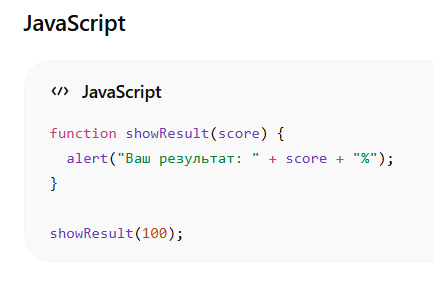 JavaScript
JavaScript
function showResult(score) {
  alert("Ваш результат: " + score + "%");
}
showResult(100);